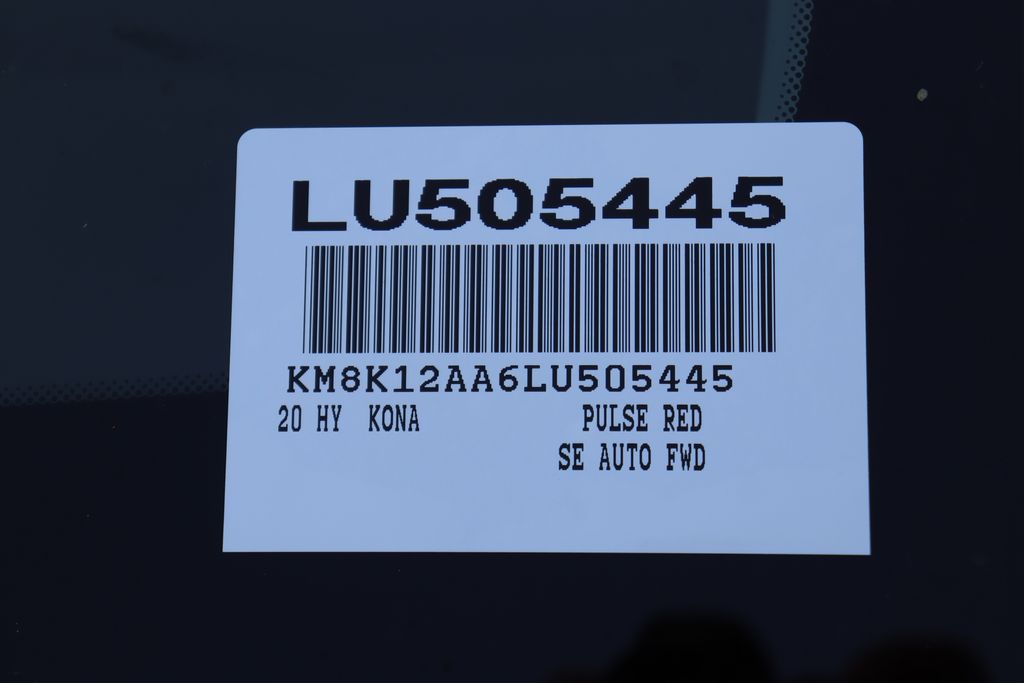 LU505445
KM8K12AA6LU505445
20 HY KONA PULSE RED
SE AUTO FWD